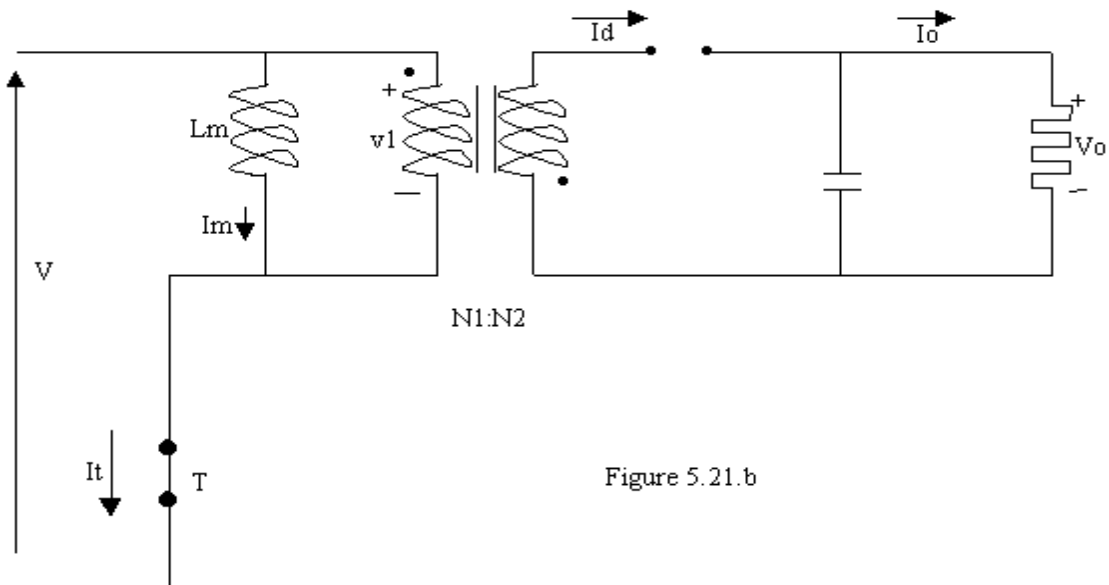 Id
Io
Lm
+
v1
—
+
Vo
-
Im
V
N1:N2
It
T
Figure 5.21.b